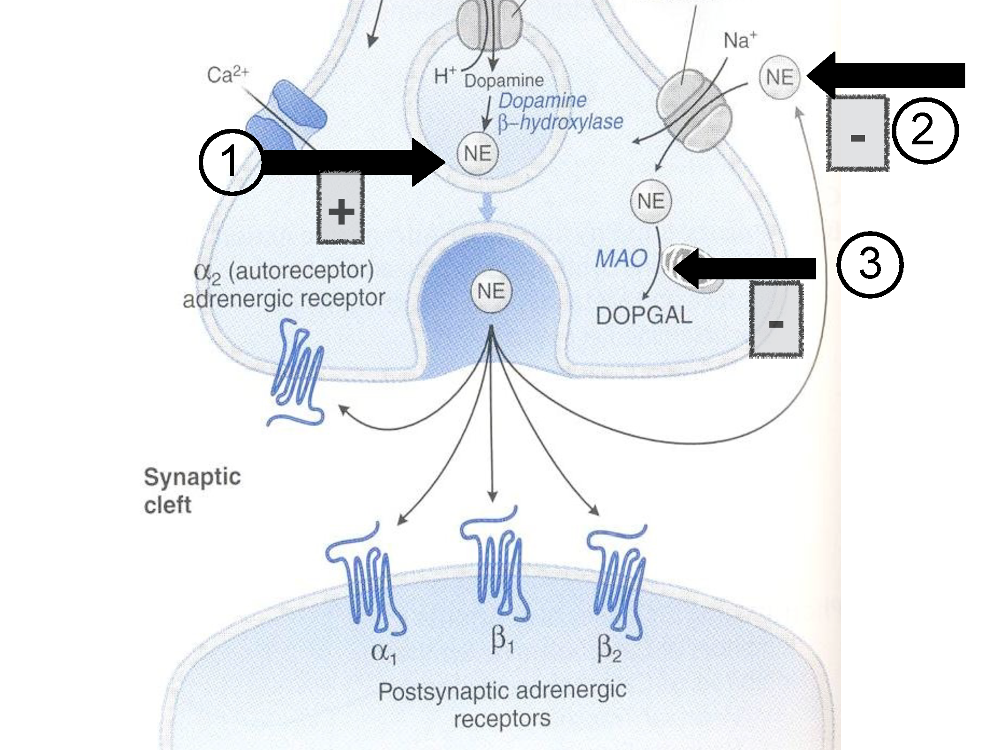 Na⁺
Ca²⁺
NE
H⁺ Dopamine
Dopamine
β–hydroxylase
-
2
1
NE
+
NE
MAO
3
α₂ (autoreceptor)
adrenergic receptor
NE
DOPGAL
-
Synaptic
cleft
α₁
β₁
β₂
Postsynaptic adrenergic
receptors